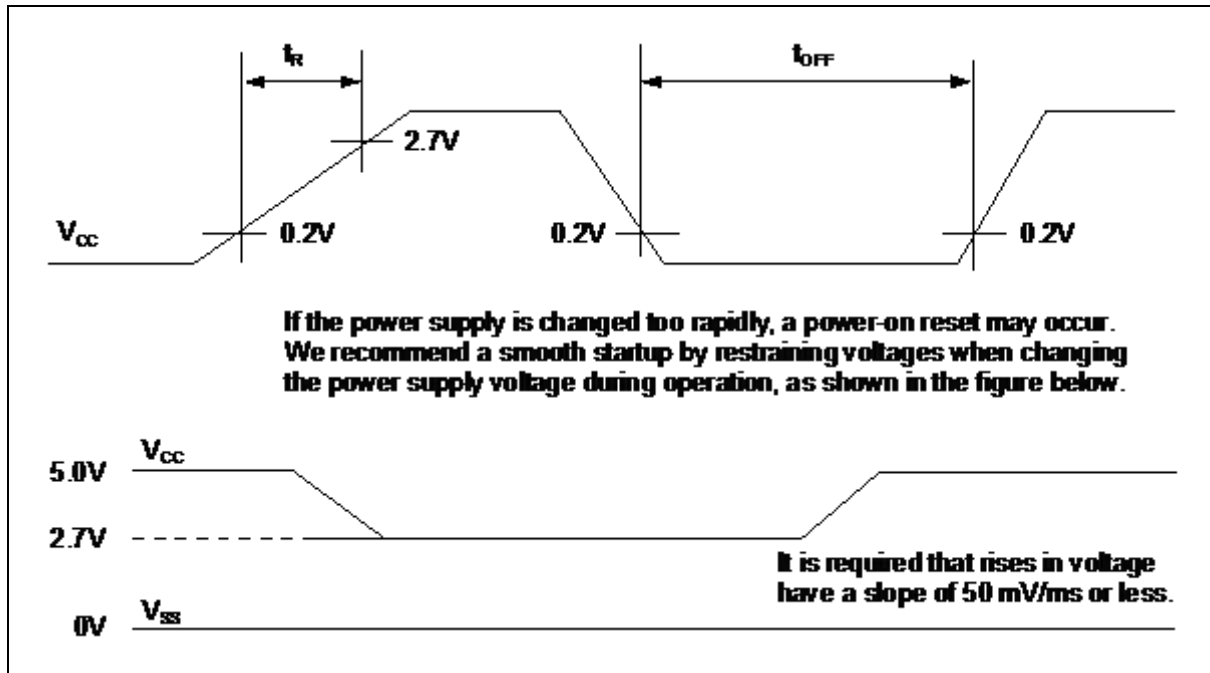 tR
tOFF
2.7V
VCC
0.2V
0.2V
0.2V
If the power supply is changed too rapidly, a power-on reset may occur.
We recommend a smooth startup by restraining voltages when changing
the power supply voltage during operation, as shown in the figure below.
VCC
5.0V
2.7V
It is required that rises in voltage
have a slope of 50 mV/ms or less.
VSS
0V